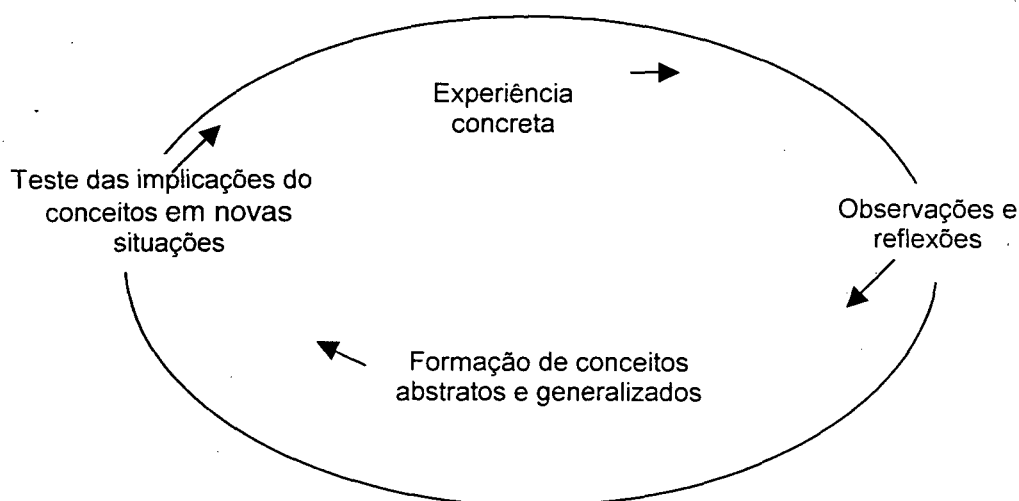 Experiência
concreta
Teste das implicações do
conceitos em novas
situações
Observações e
reflexões
Formação de conceitos
abstratos e generalizados